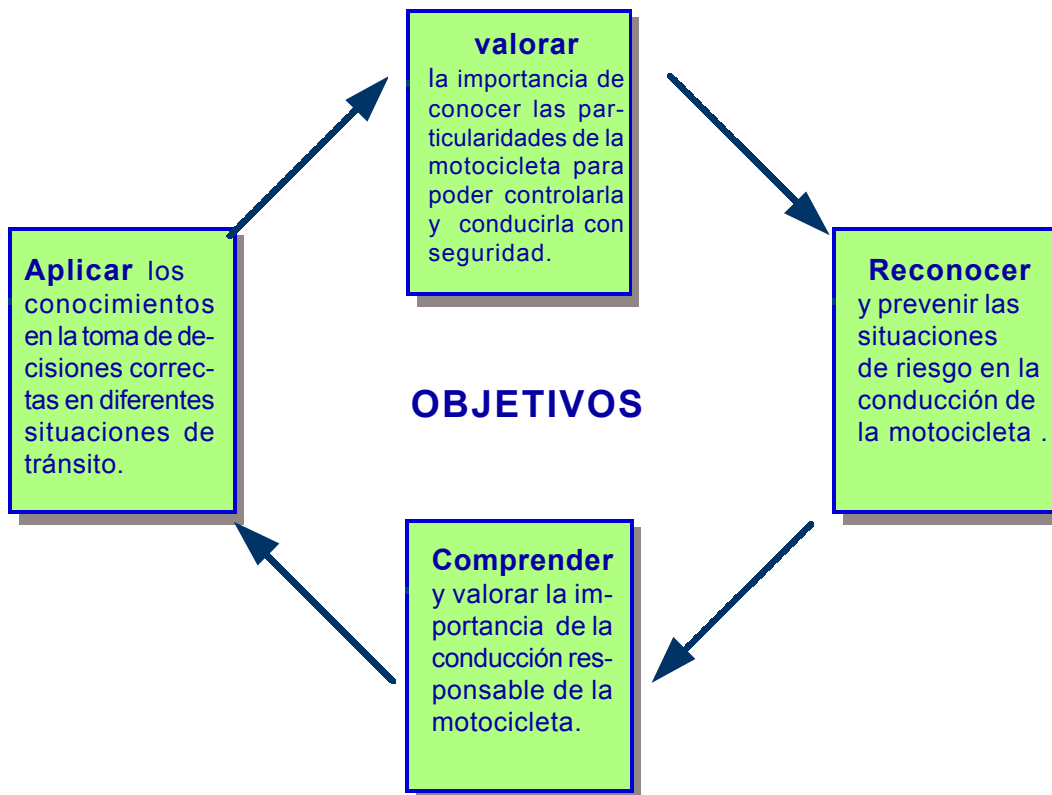 valorar
la importancia de
conocer las par-
ticularidades de la
motocicleta para
poder controlarla
y conducirla con
seguridad.
Aplicar los
conocimientos
en la toma de de-
cisiones correc-
tas en diferentes
situaciones de
tránsito.
Reconocer
y prevenir las
situaciones
de riesgo en la
conducción de
la motocicleta .
OBJETIVOS
Comprender
y valorar la im-
portancia de la
conducción res-
ponsable de la
motocicleta.